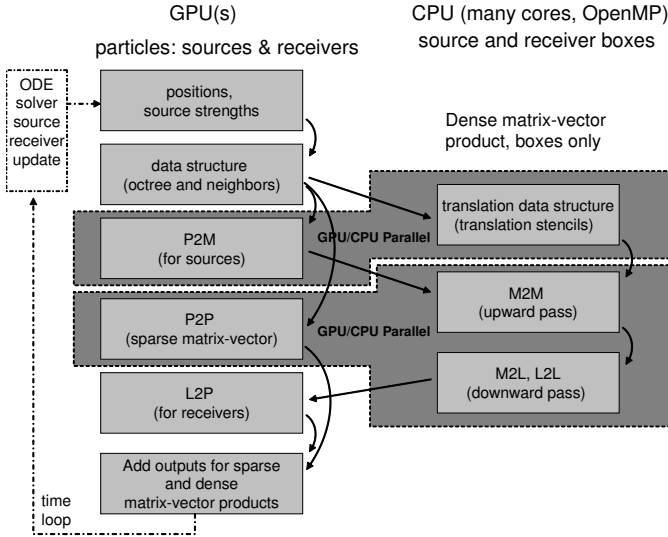 GPU(s)
particles: sources & receivers
CPU (many cores, OpenMP)
source and receiver boxes
ODE
solver
source
receiver
update
positions,
source strengths
data structure
(octree and neighbors)
Dense matrix-vector
product, boxes only
translation data structure
(translation stencils)
P2M
(for sources)
GPU/CPU Parallel
M2M
(upward pass)
P2P
(sparse matrix-vector)
GPU/CPU Parallel
M2L, L2L
(downward pass)
L2P
(for receivers)
Add outputs for sparse
and dense
matrix-vector products
time
loop